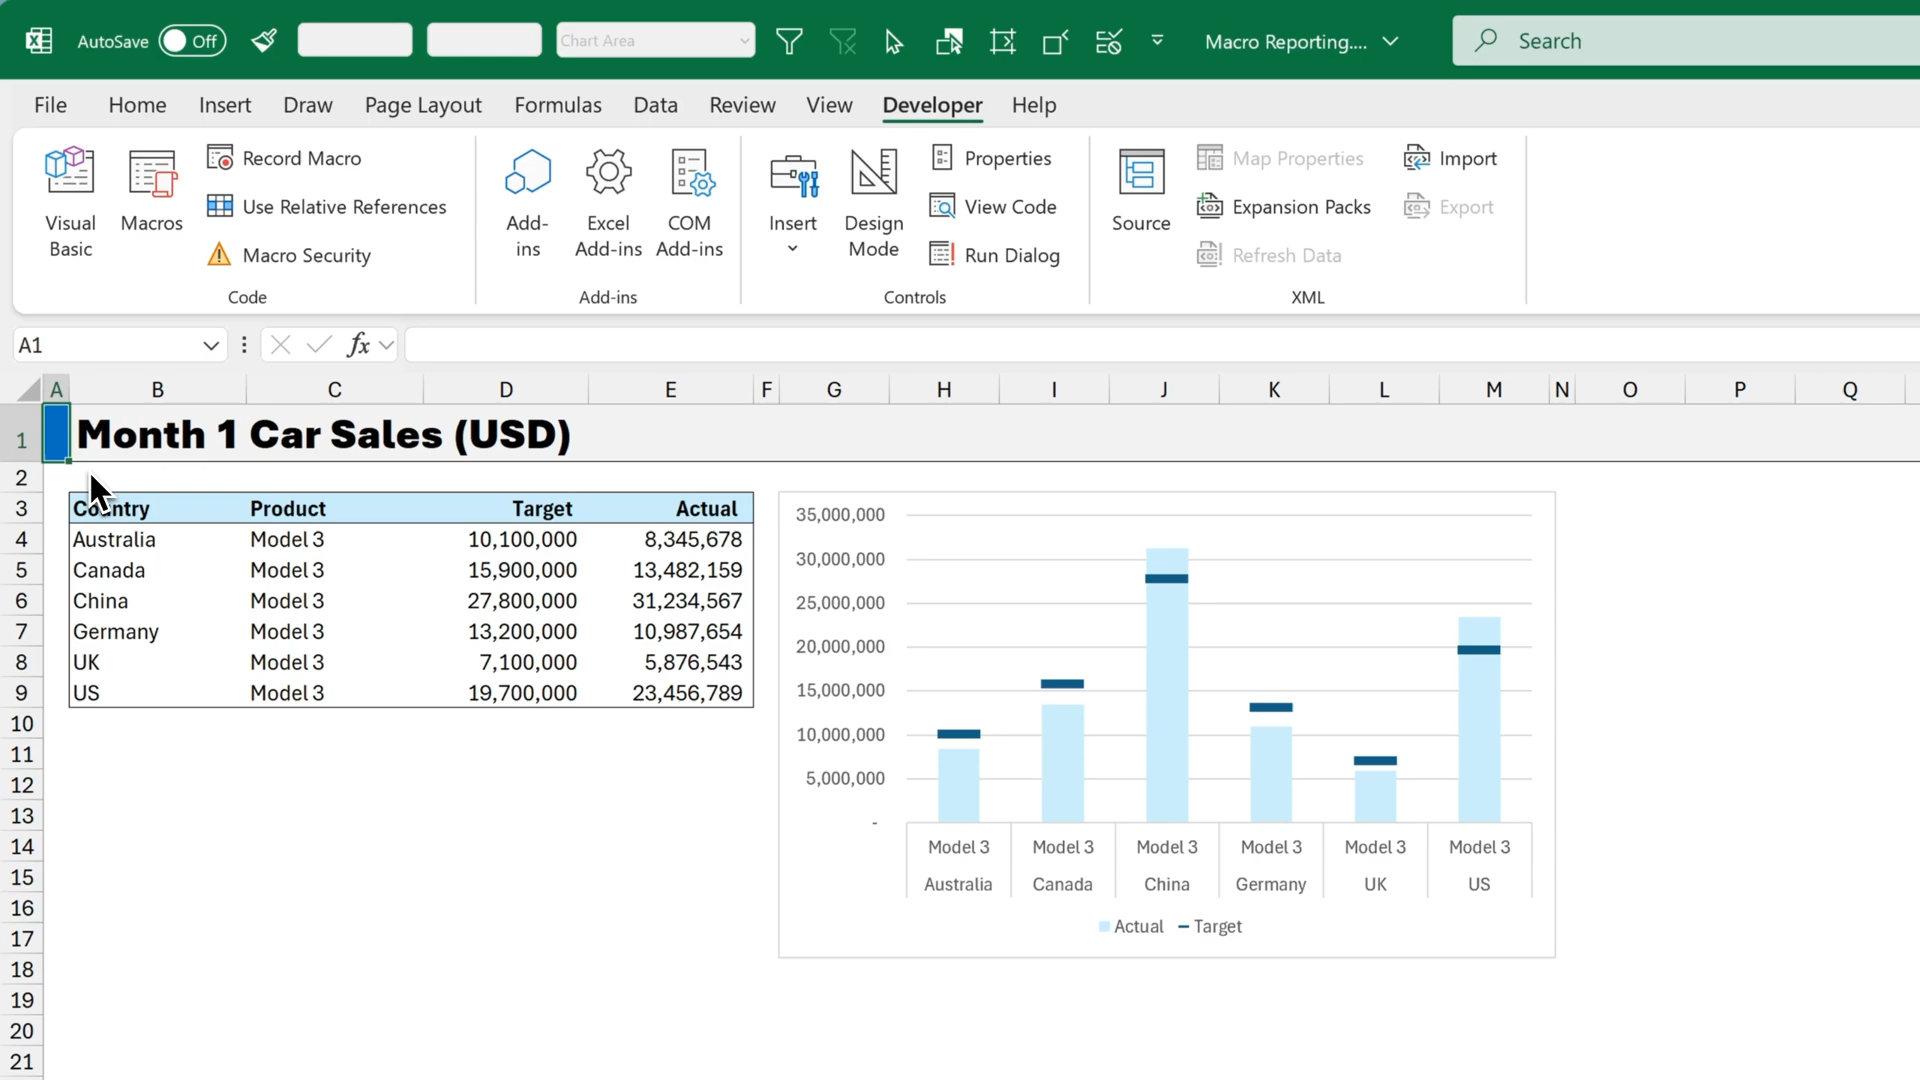 AutoSave Off Chart Area Macro Reporting.... Search
File Home Insert Draw Page Layout Formulas Data Review View Developer Help
Visual Basic
Macros
Record Macro
Use Relative References
Macro Security
Code
Add-ins
Excel Add-ins
COM Add-ins
Add-ins
Insert
Design Mode
Properties
View Code
Run Dialog
Controls
Source
Map Properties
Expansion Packs
Refresh Data
Import
Export
XML
A1 fx
A B C D E F G H I J K L M N O P Q
1 Month 1 Car Sales (USD)
2
3 Country Product Target Actual
4 Australia Model 3 10,100,000 8,345,678
5 Canada Model 3 15,900,000 13,482,159
6 China Model 3 27,800,000 31,234,567
7 Germany Model 3 13,200,000 10,987,654
8 UK Model 3 7,100,000 5,876,543
9 US Model 3 19,700,000 23,456,789
10
11
12
13
14
15
16
17
18
19
20
21
35,000,000
30,000,000
25,000,000
20,000,000
15,000,000
10,000,000
5,000,000
-
Model 3 Model 3 Model 3 Model 3 Model 3 Model 3
Australia Canada China Germany UK US
Actual Target